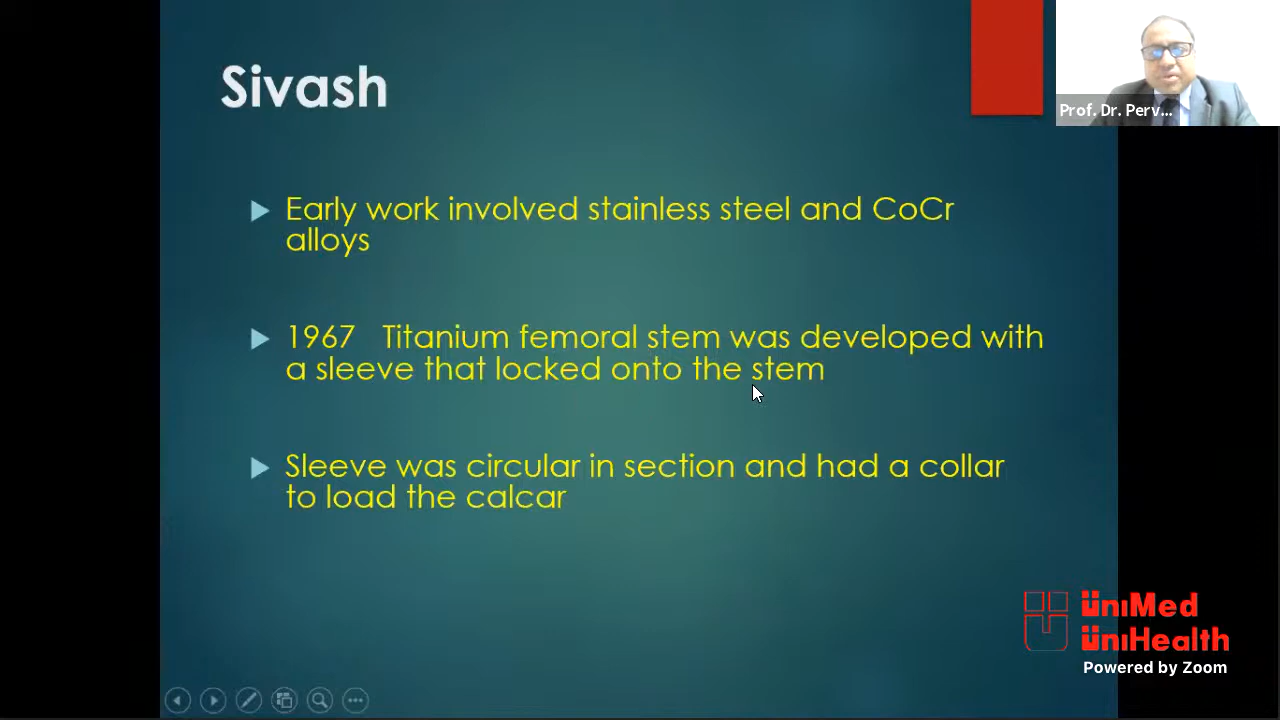 Sivash
Prof. Dr. Perv...
Early work involved stainless steel and CoCr
alloys
1967 Titanium femoral stem was developed with
a sleeve that locked onto the stem
Sleeve was circular in section and had a collar
to load the calcar
üniMed
üniHealth
Powered by Zoom